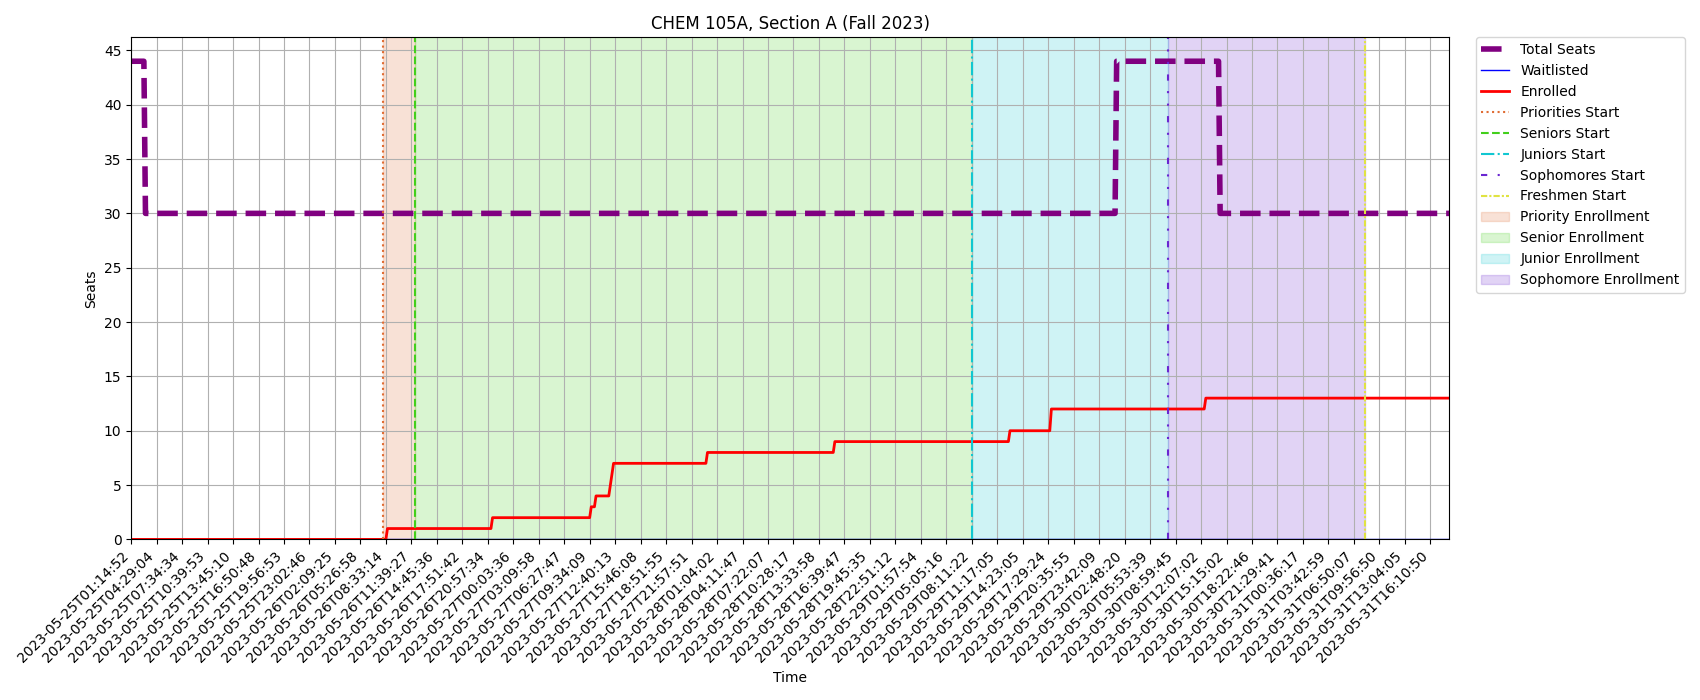 CHEM 105A, Section A (Fall 2023)
45
40
35
30
25
20
15
10
5
0
Seats
2023-05-25T01:14:52
2023-05-25T04:29:04
2023-05-25T07:34:34
2023-05-25T10:39:53
2023-05-25T13:45:10
2023-05-25T16:50:48
2023-05-25T19:56:53
2023-05-25T23:02:46
2023-05-26T02:09:25
2023-05-26T05:26:58
2023-05-26T08:33:14
2023-05-26T11:39:27
2023-05-26T14:45:36
2023-05-26T17:51:42
2023-05-26T20:57:34
2023-05-27T00:03:36
2023-05-27T03:09:58
2023-05-27T06:27:47
2023-05-27T09:34:09
2023-05-27T12:40:13
2023-05-27T15:46:08
2023-05-27T18:51:55
2023-05-27T21:57:51
2023-05-28T01:04:02
2023-05-28T04:11:47
2023-05-28T07:22:07
2023-05-28T10:28:17
2023-05-28T13:33:58
2023-05-28T16:39:47
2023-05-28T19:45:35
2023-05-28T22:51:12
2023-05-29T01:57:54
2023-05-29T05:05:16
2023-05-29T08:11:22
2023-05-29T11:17:05
2023-05-29T14:23:05
2023-05-29T17:29:24
2023-05-29T20:35:55
2023-05-29T23:42:09
2023-05-30T02:48:20
2023-05-30T05:53:39
2023-05-30T08:59:45
2023-05-30T12:07:02
2023-05-30T15:15:02
2023-05-30T18:22:46
2023-05-30T21:29:41
2023-05-31T00:36:17
2023-05-31T03:42:59
2023-05-31T06:50:07
2023-05-31T09:56:50
2023-05-31T13:04:05
2023-05-31T16:10:50
Time
Total Seats
Waitlisted
Enrolled
Priorities Start
Seniors Start
Juniors Start
Sophomores Start
Freshmen Start
Priority Enrollment
Senior Enrollment
Junior Enrollment
Sophomore Enrollment